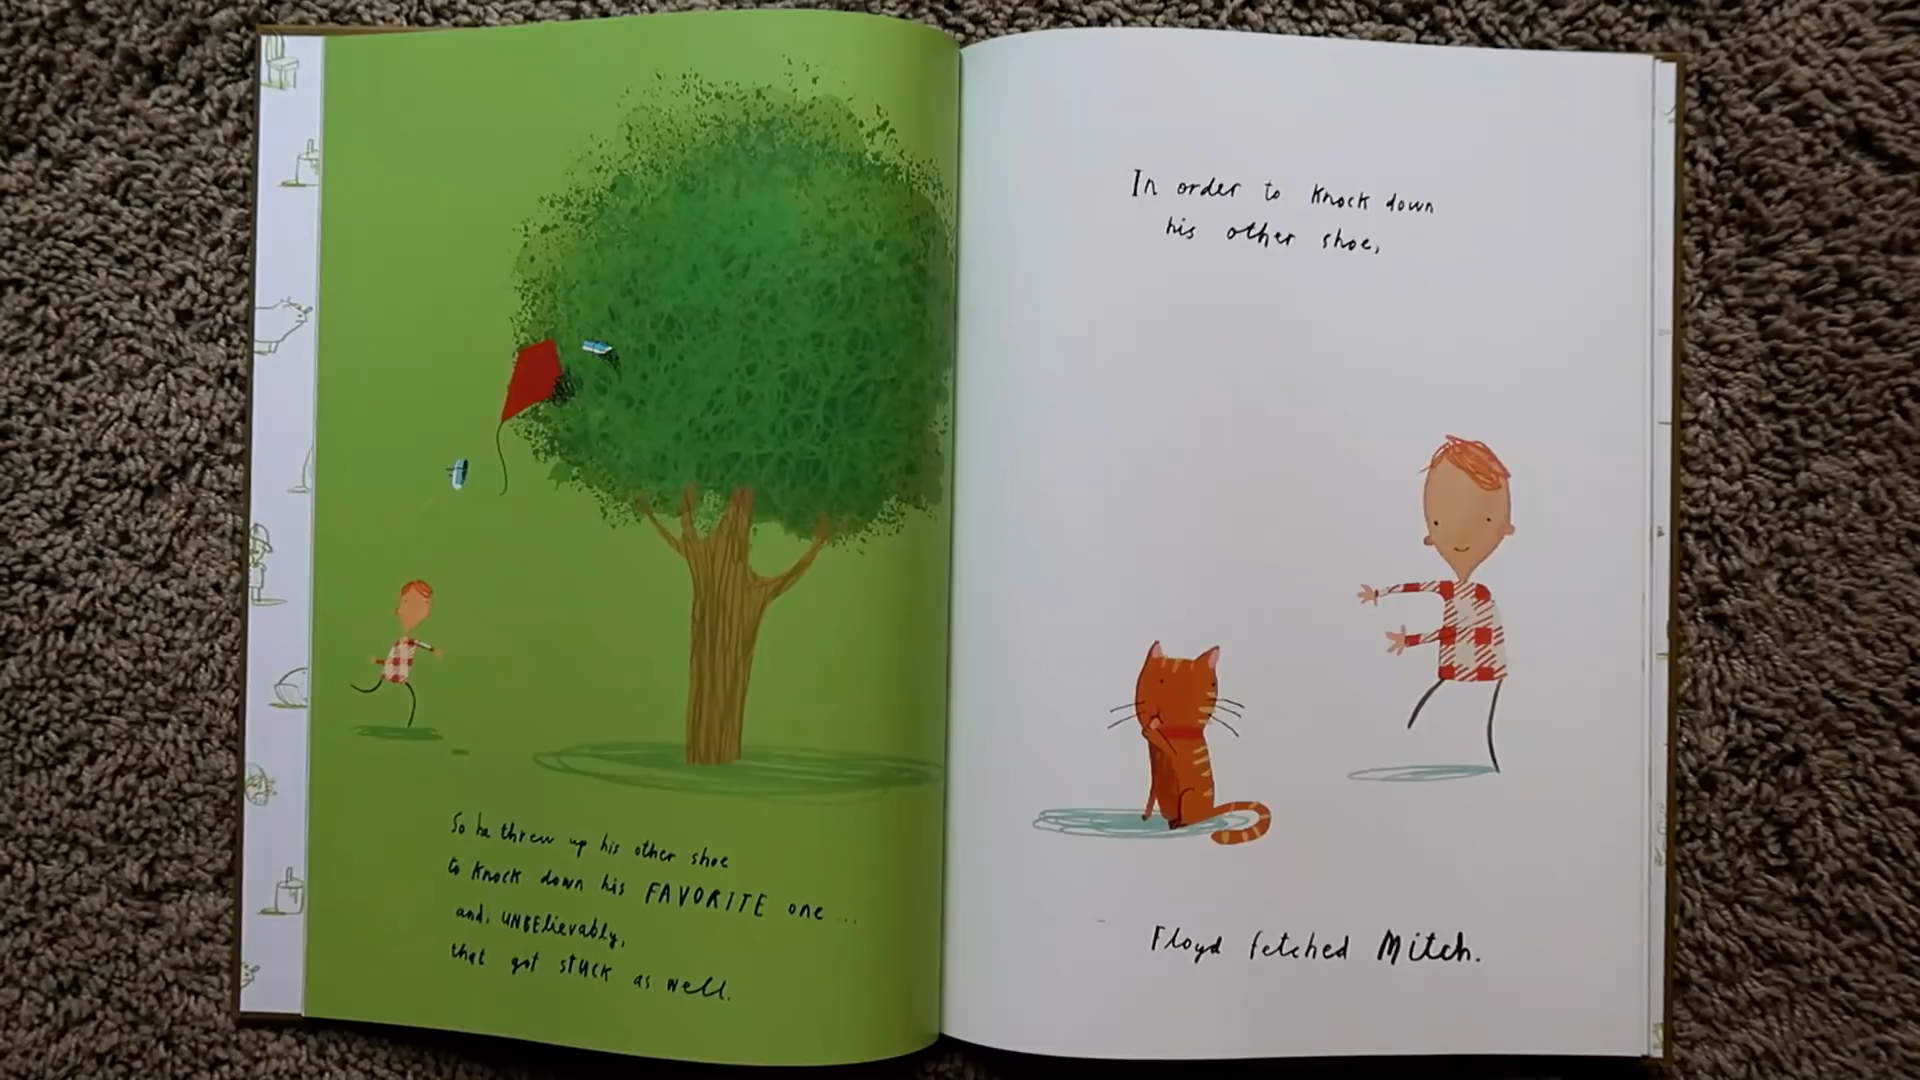 So he threw up his other shoe
to knock down his FAVORITE one...
and, UNBElievably,
that got stuck as well.
In order to knock down
his other shoe,
Floyd fetched Mitch.